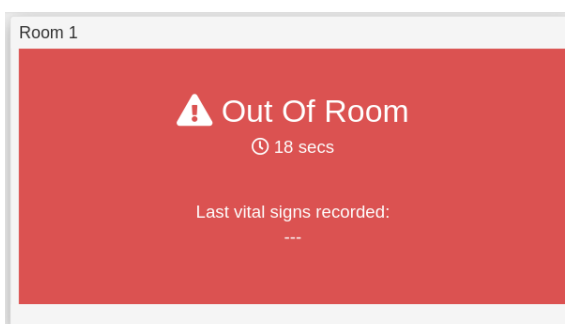 Room 1
Out Of Room
18 secs
Last vital signs recorded:
---